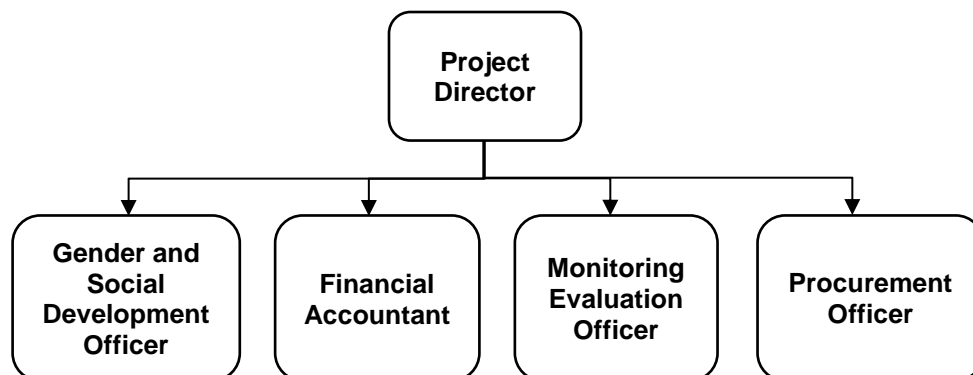 Project
Director
Gender and
Social
Development
Officer
Financial
Accountant
Monitoring
Evaluation
Officer
Procurement
Officer